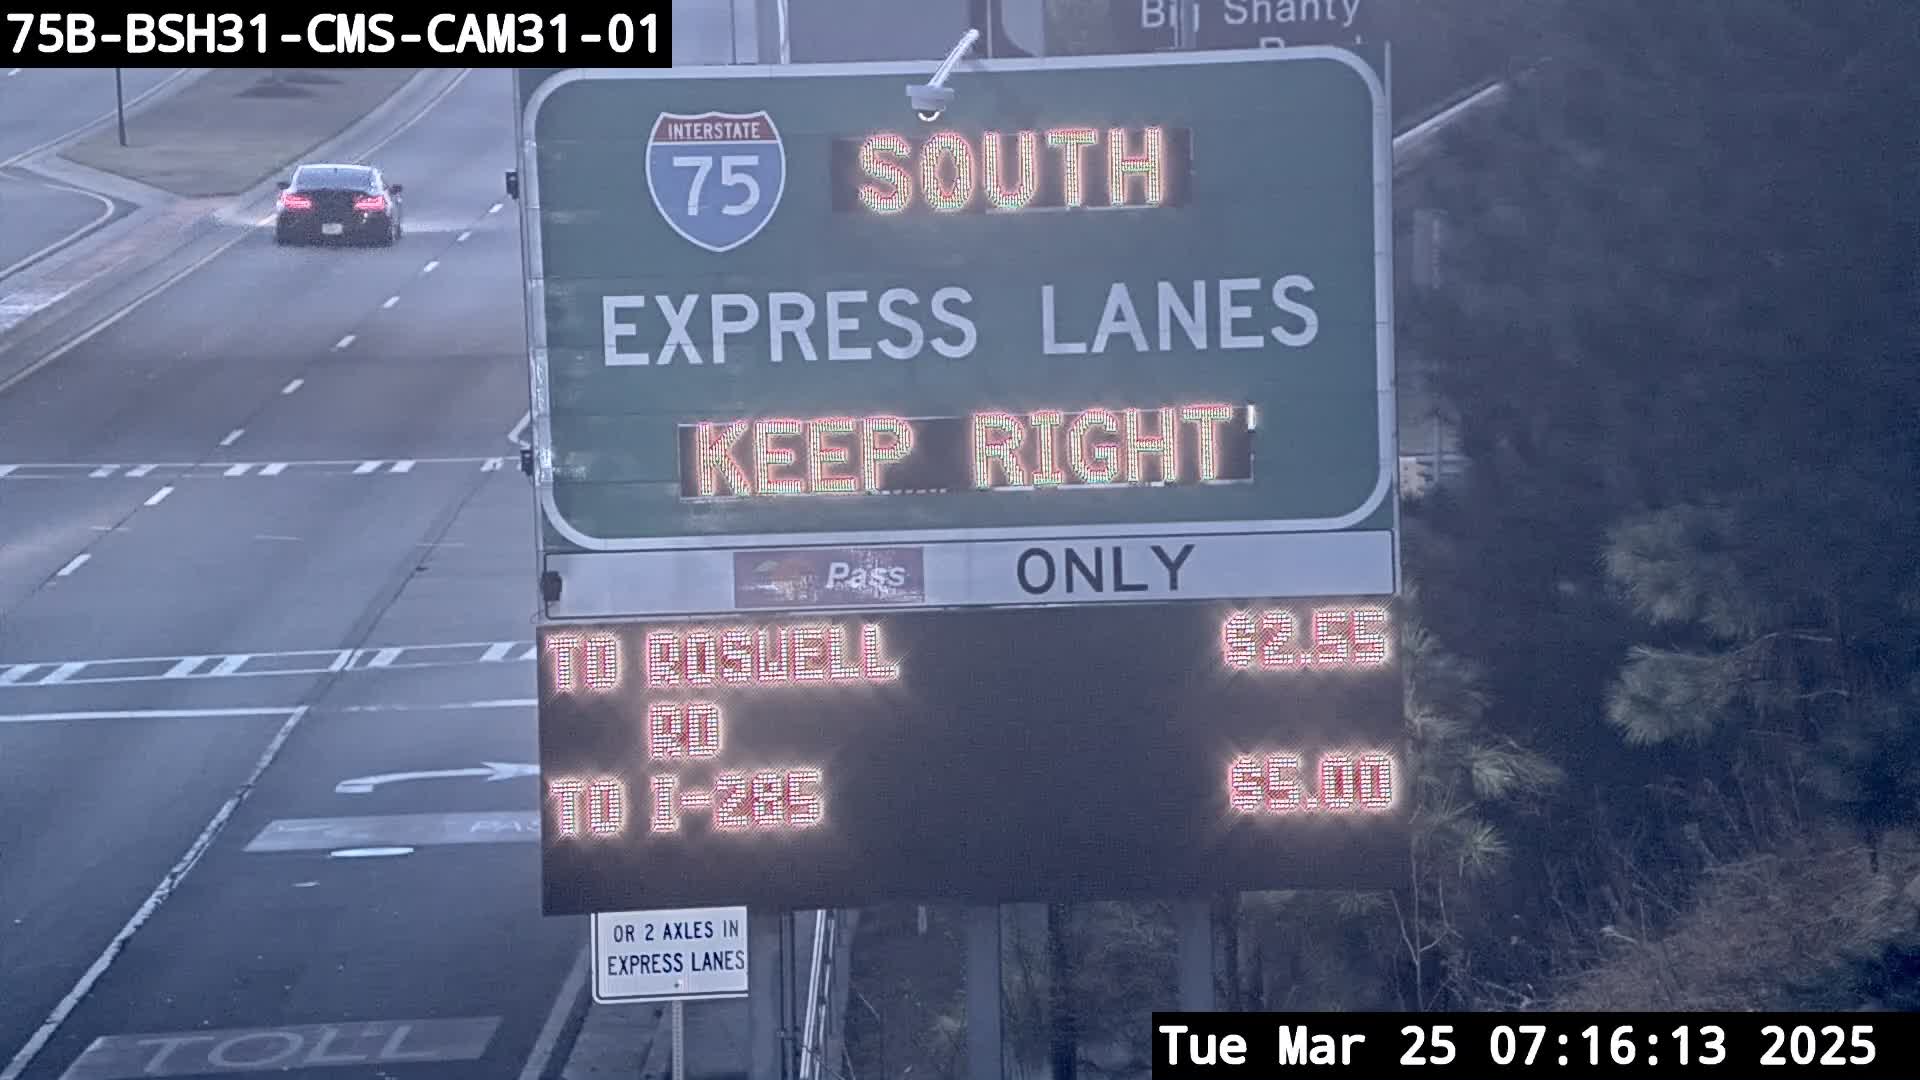 75B-BSH31-CMS-CAM31-01
Big Shanty
INTERSTATE
75
SOUTH
EXPRESS LANES
KEEP RIGHT
Pass ONLY
TO ROSWELL $2.55
RD
TO I-285 $5.00
OR 2 AXLES IN
EXPRESS LANES
TOLL
Tue Mar 25 07:16:13 2025